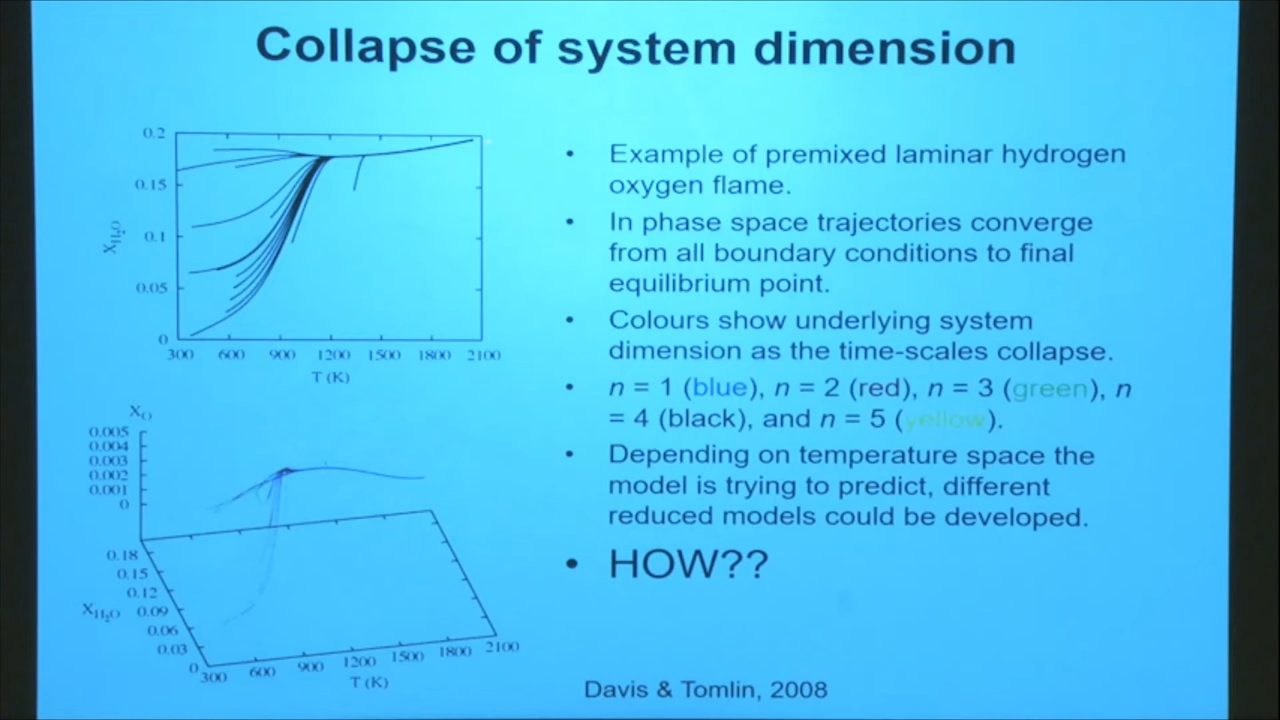 Collapse of system dimension
0.2
0.15
0.1
0.05
0
X_H2O
300 600 900 1200 1500 1800 2100
T (K)
X_O
0.005
0.004
0.003
0.002
0.001
0
0.18
0.15
0.12
X_H2O 0.09
0.06
0.03
0
300 600 900 1200 1500 1800 2100
T (K)
• Example of premixed laminar hydrogen
oxygen flame.
• In phase space trajectories converge
from all boundary conditions to final
equilibrium point.
• Colours show underlying system
dimension as the time-scales collapse.
• n = 1 (blue), n = 2 (red), n = 3 (green), n
= 4 (black), and n = 5 (yellow).
• Depending on temperature space the
model is trying to predict, different
reduced models could be developed.
• HOW??
Davis & Tomlin, 2008